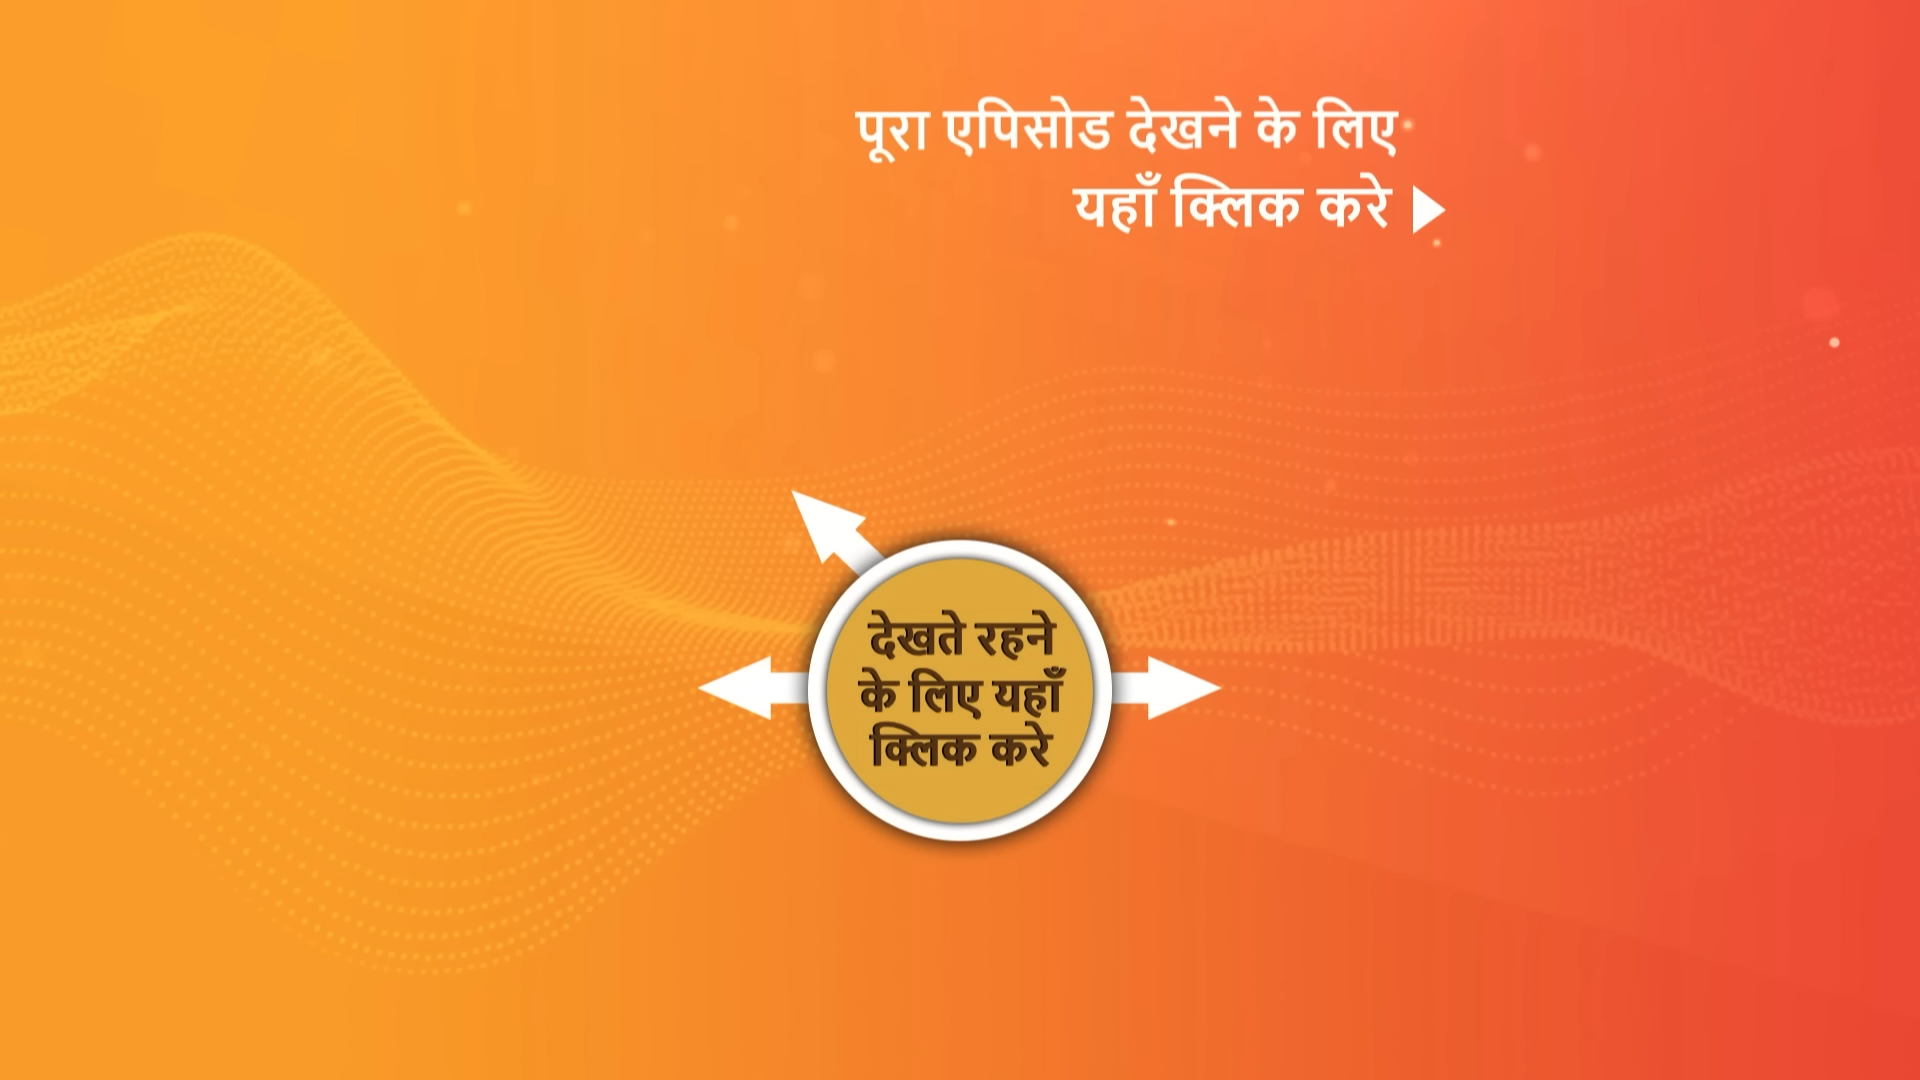 पूरा एपिसोड देखने के लिए
यहाँ क्लिक करे
देखते रहने
के लिए यहाँ
क्लिक करे